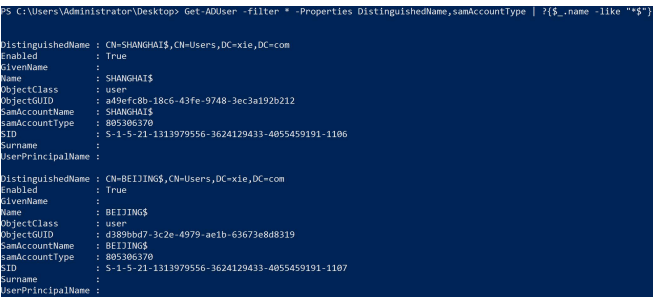 PS C:\Users\Administrator\Desktop> Get-ADUser -filter * -Properties DistinguishedName,samAccountType | ?{$_.name -like "*$"}
DistinguishedName : CN=SHANGHAI$,CN=Users,DC=xie,DC=com
Enabled : True
GivenName :
Name : SHANGHAI$
ObjectClass : user
ObjectGUID : a49efc8b-18c6-43fe-9748-3ec3a192b212
SamAccountName : SHANGHAI$
samAccountType : 805306370
SID : S-1-5-21-1313979556-3624129433-4055459191-1106
Surname :
UserPrincipalName :
DistinguishedName : CN=BEIJING$,CN=Users,DC=xie,DC=com
Enabled : True
GivenName :
Name : BEIJING$
ObjectClass : user
ObjectGUID : d389bbd7-3c2e-4979-ae1b-63673e8d8319
SamAccountName : BEIJING$
samAccountType : 805306370
SID : S-1-5-21-1313979556-3624129433-4055459191-1107
Surname :
UserPrincipalName :